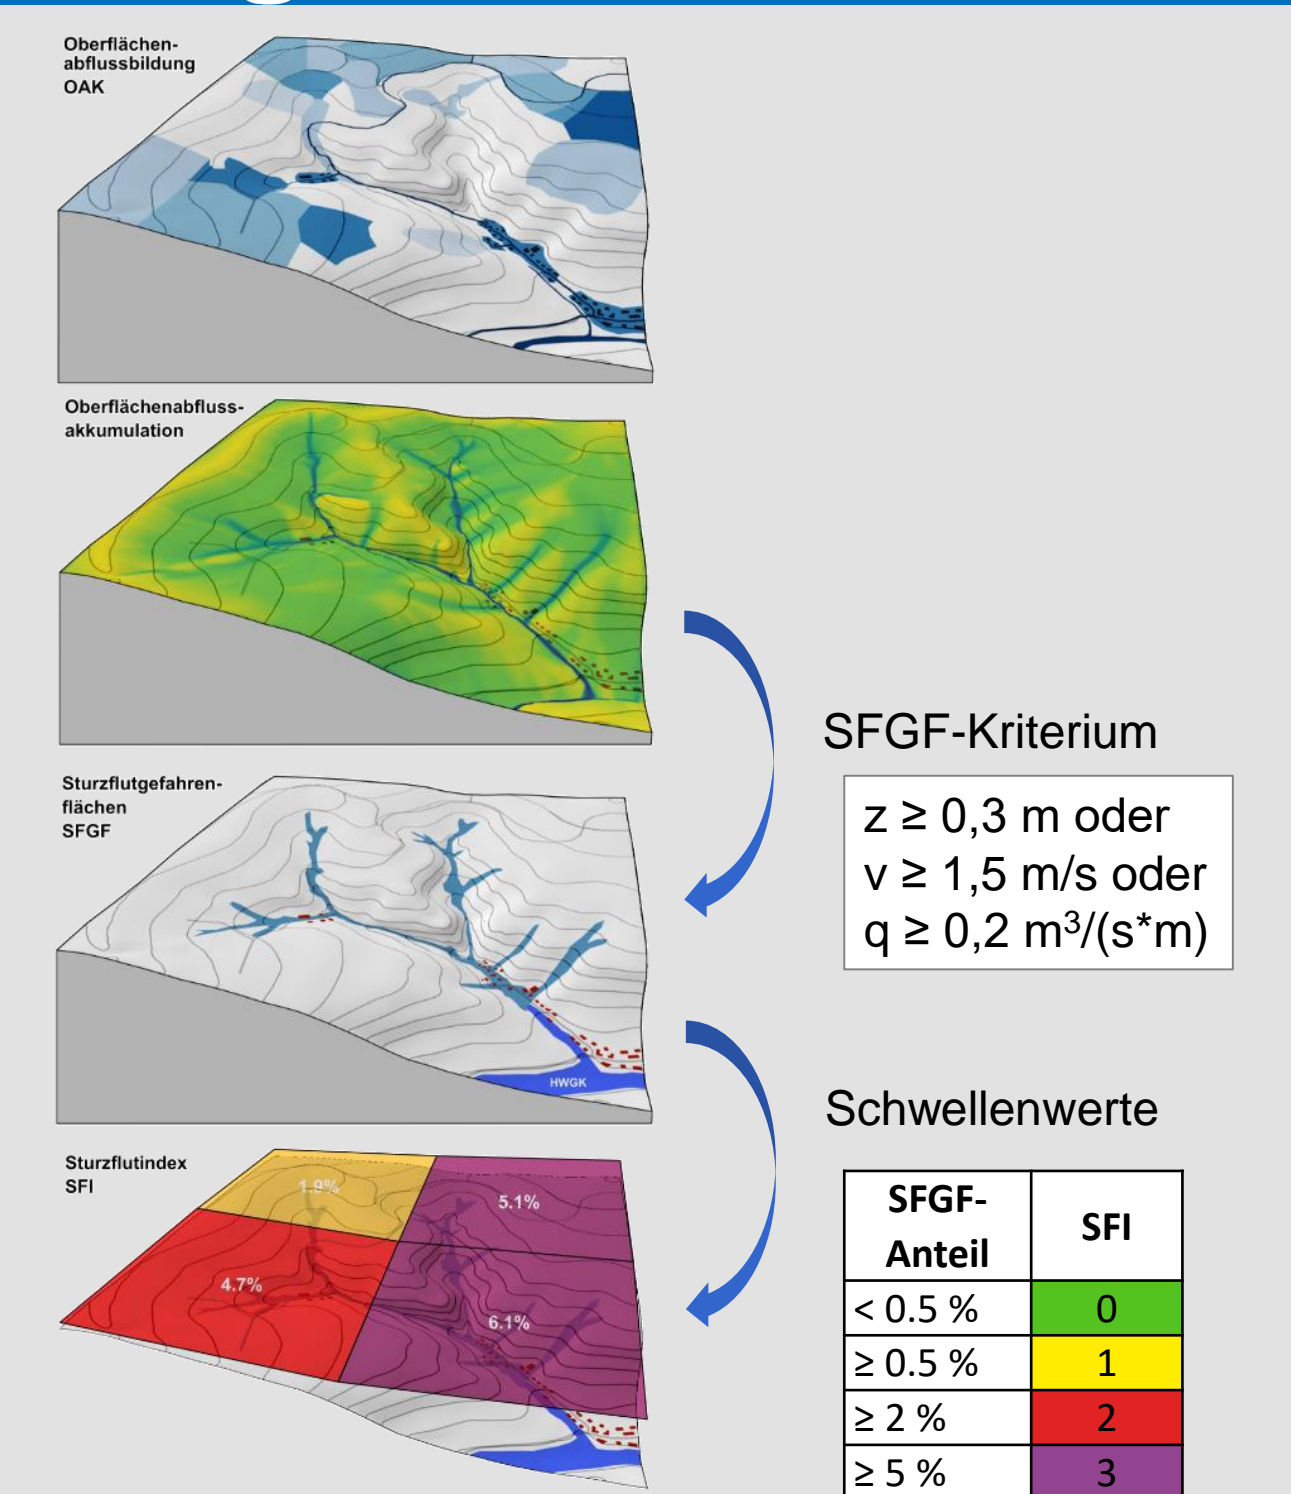 Oberflächen-
abflussbildung
OAK
Oberflächenabfluss-
akkumulation
SFGF-Kriterium
z ≥ 0,3 m oder
v ≥ 1,5 m/s oder
q ≥ 0,2 m³/(s*m)
Sturzflutgefahren-
flächen
SFGF
HWGK
Schwellenwerte
Sturzflutindex
SFI
1.9%
5.1%
4.7%
6.1%
SFGF-
Anteil
SFI
< 0.5 % 0
≥ 0.5 % 1
≥ 2 % 2
≥ 5 % 3